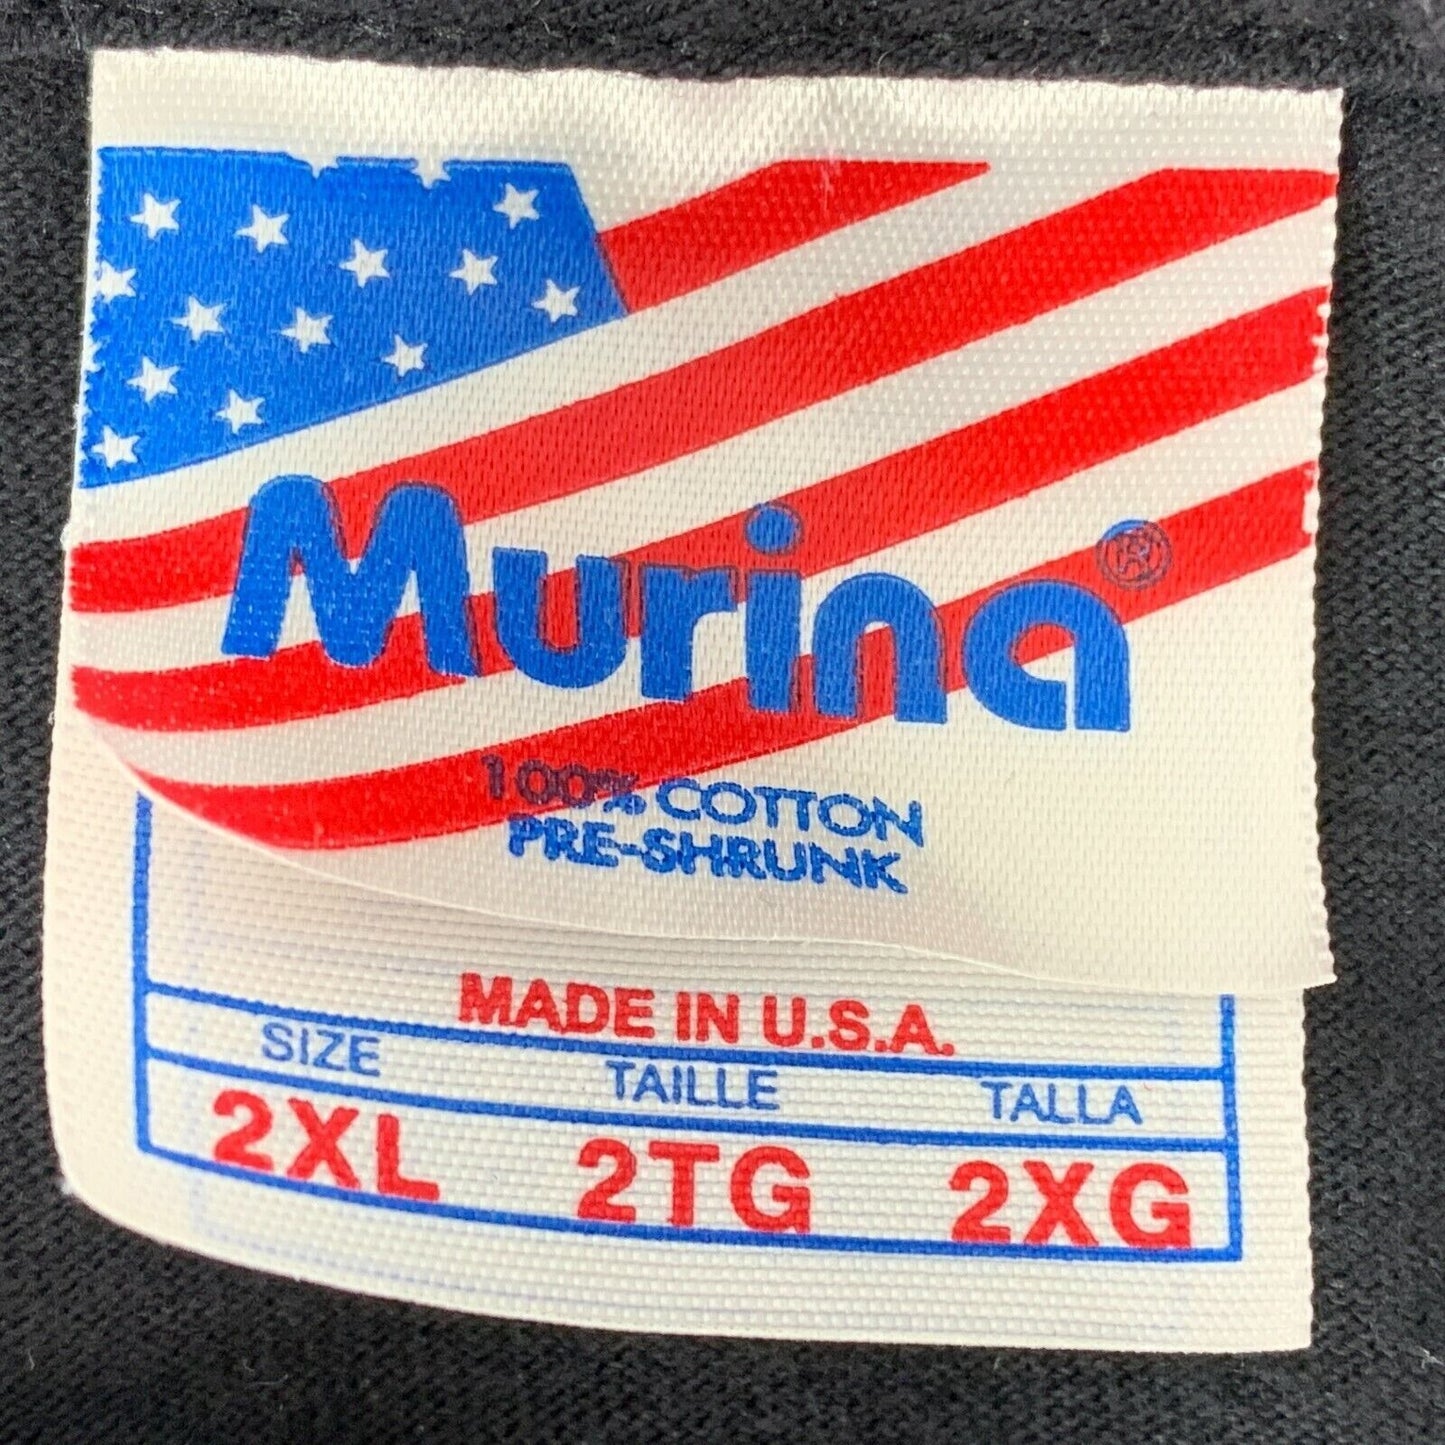 Murina®
100% COTTON
PRE-SHRUNK
MADE IN U.S.A.
SIZE TAILLE TALLA
2XL 2TG 2XG